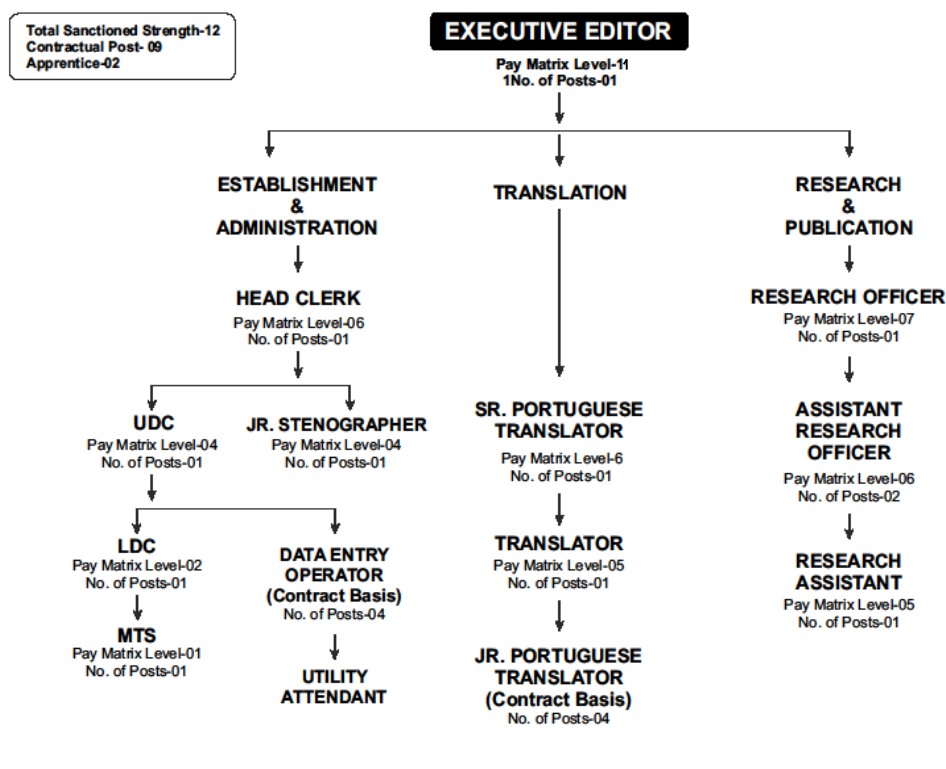 Total Sanctioned Strength-12
Contractual Post- 09
Apprentice-02
EXECUTIVE EDITOR
Pay Matrix Level-11
1No. of Posts-01
ESTABLISHMENT
&
ADMINISTRATION
HEAD CLERK
Pay Matrix Level-06
No. of Posts-01
UDC
Pay Matrix Level-04
No. of Posts-01
JR. STENOGRAPHER
Pay Matrix Level-04
No. of Posts-01
LDC
Pay Matrix Level-02
No. of Posts-01
MTS
Pay Matrix Level-01
No. of Posts-01
DATA ENTRY
OPERATOR
(Contract Basis)
No. of Posts-04
UTILITY
ATTENDANT
TRANSLATION
SR. PORTUGUESE
TRANSLATOR
Pay Matrix Level-6
No. of Posts-01
TRANSLATOR
Pay Matrix Level-05
No. of Posts-01
JR. PORTUGUESE
TRANSLATOR
(Contract Basis)
No. of Posts-04
RESEARCH
&
PUBLICATION
RESEARCH OFFICER
Pay Matrix Level-07
No. of Posts-01
ASSISTANT
RESEARCH
OFFICER
Pay Matrix Level-06
No. of Posts-02
RESEARCH
ASSISTANT
Pay Matrix Level-05
No. of Posts-01